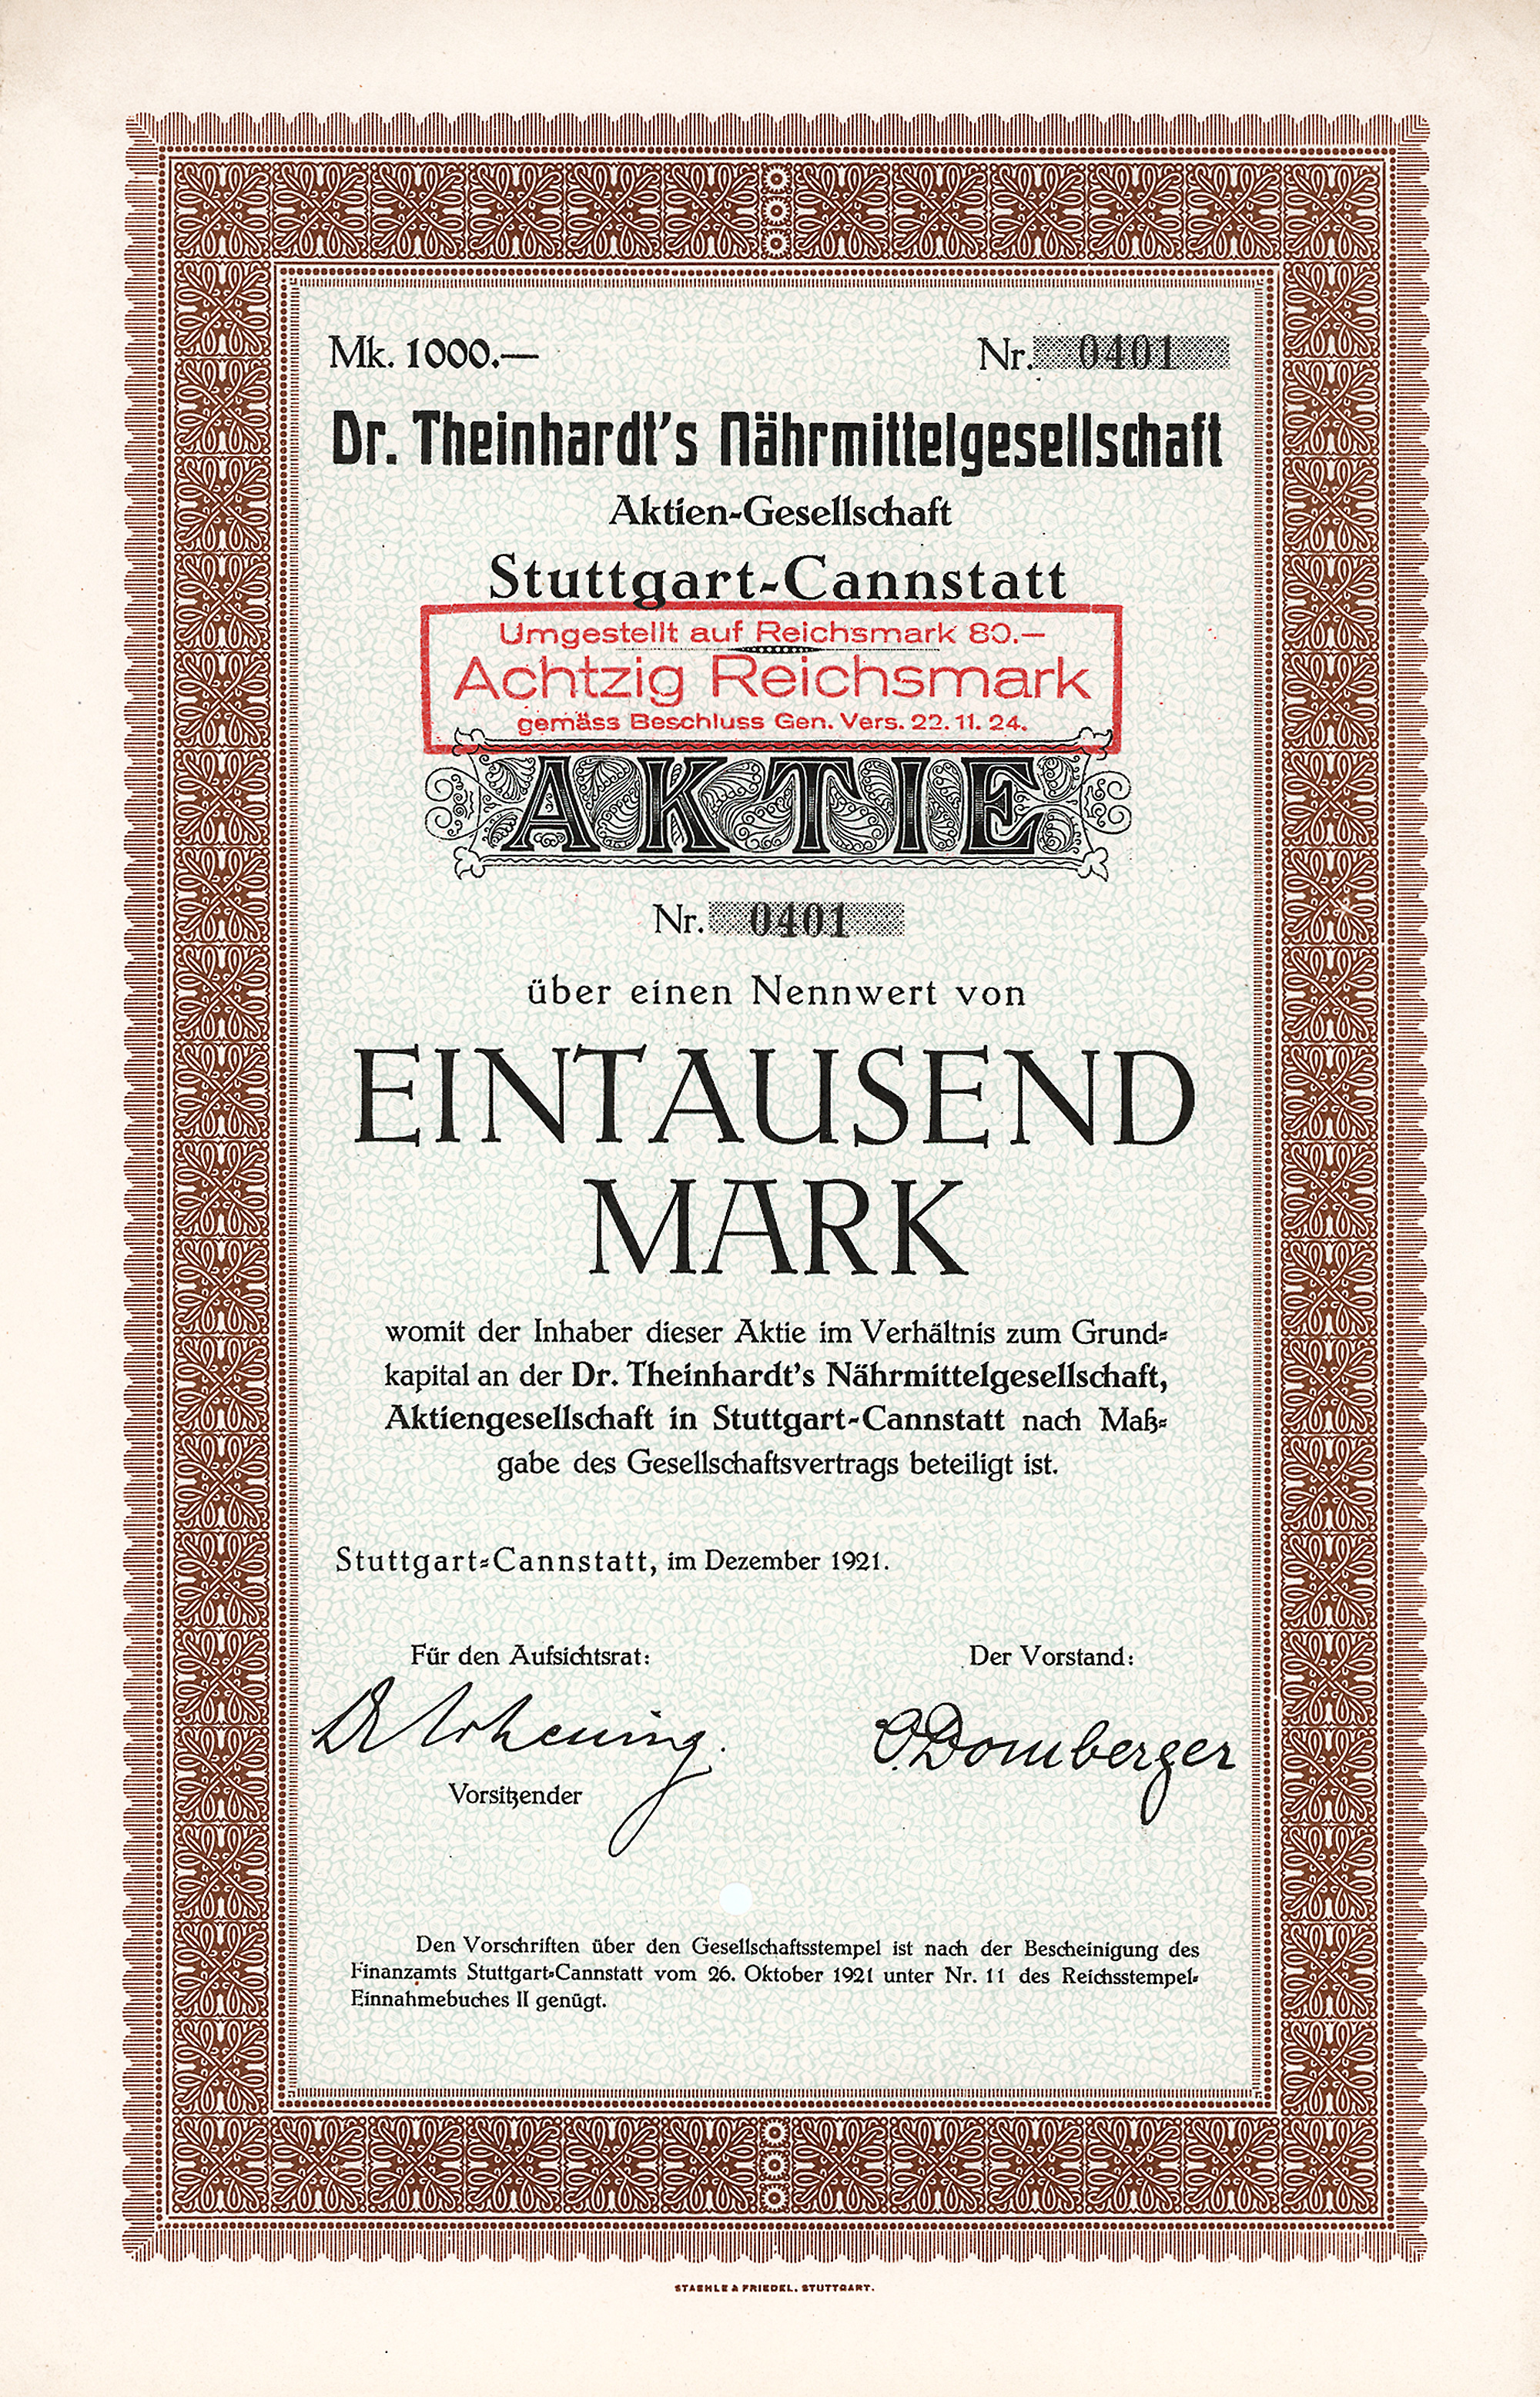 Mk. 1000.—
Nr. 0401
Dr. Theinhardt's Nährmittelgesellschaft
Aktien-Gesellschaft
Stuttgart-Cannstatt
Umgestellt auf Reichsmark 80.—
Achtzig Reichsmark
gemäss Beschluss Gen. Vers. 22.11.24.
AKTIE
Nr. 0401
über einen Nennwert von
EINTAUSEND
MARK
womit der Inhaber dieser Aktie im Verhältnis zum Grund-
kapital an der Dr. Theinhardt's Nährmittelgesellschaft,
Aktiengesellschaft in Stuttgart-Cannstatt nach Maß-
gabe des Gesellschaftsvertrags beteiligt ist.
Stuttgart-Cannstatt, im Dezember 1921.
Für den Aufsichtsrat:
Der Vorstand:
Domberger
Vorsitzender
Den Vorschriften über den Gesellschaftsstempel ist nach der Bescheinigung des
Finanzamts Stuttgart-Cannstatt vom 26. Oktober 1921 unter Nr. 11 des Reichsstempel-
Einnahmebuches II genügt.
STAEHLE & FRIEDEL, STUTTGART.